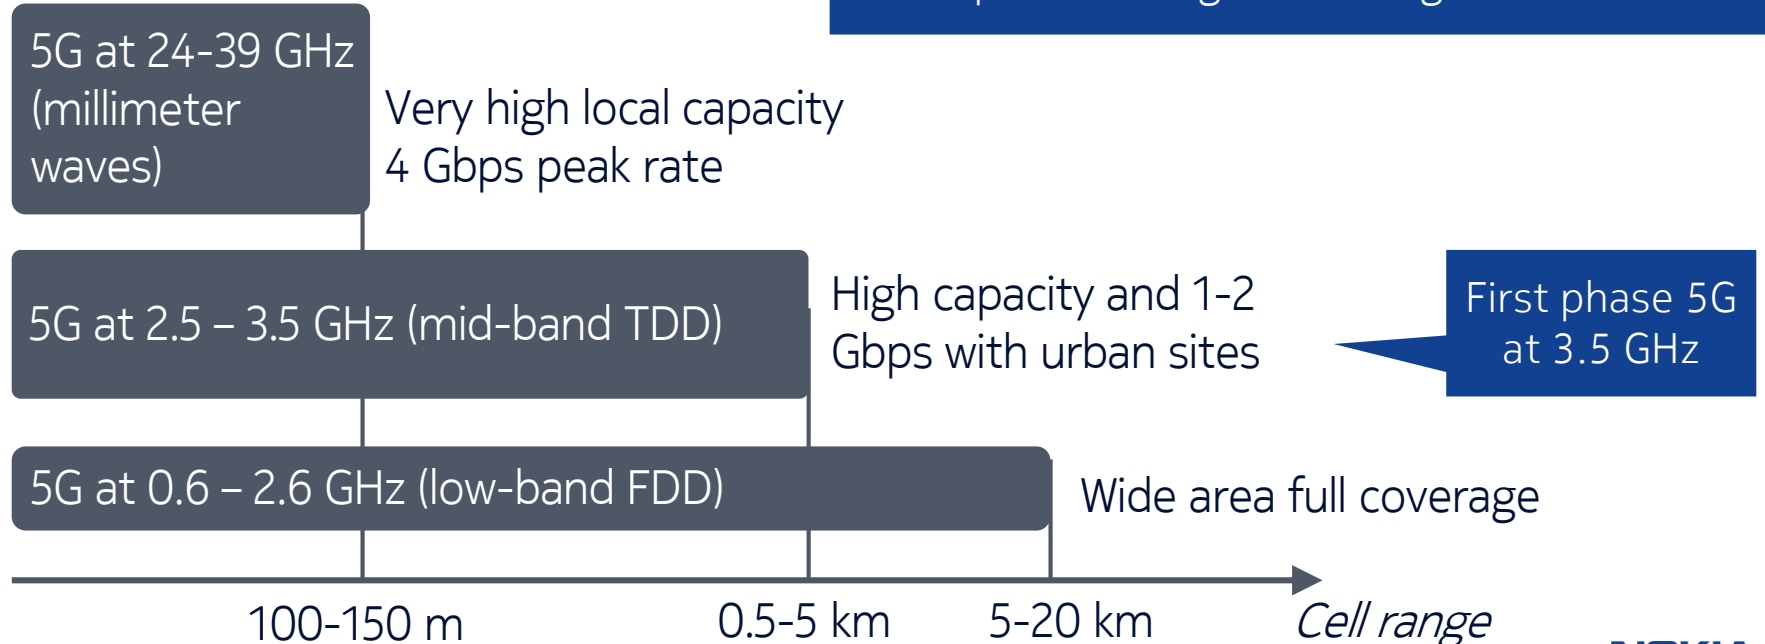 5G at 24-39 GHz
(millimeter
waves)
Very high local capacity
4 Gbps peak rate
5G at 2.5 – 3.5 GHz (mid-band TDD)
High capacity and 1-2
Gbps with urban sites
First phase 5G
at 3.5 GHz
5G at 0.6 – 2.6 GHz (low-band FDD)
Wide area full coverage
100-150 m
0.5-5 km
5-20 km
Cell range
NOKIA